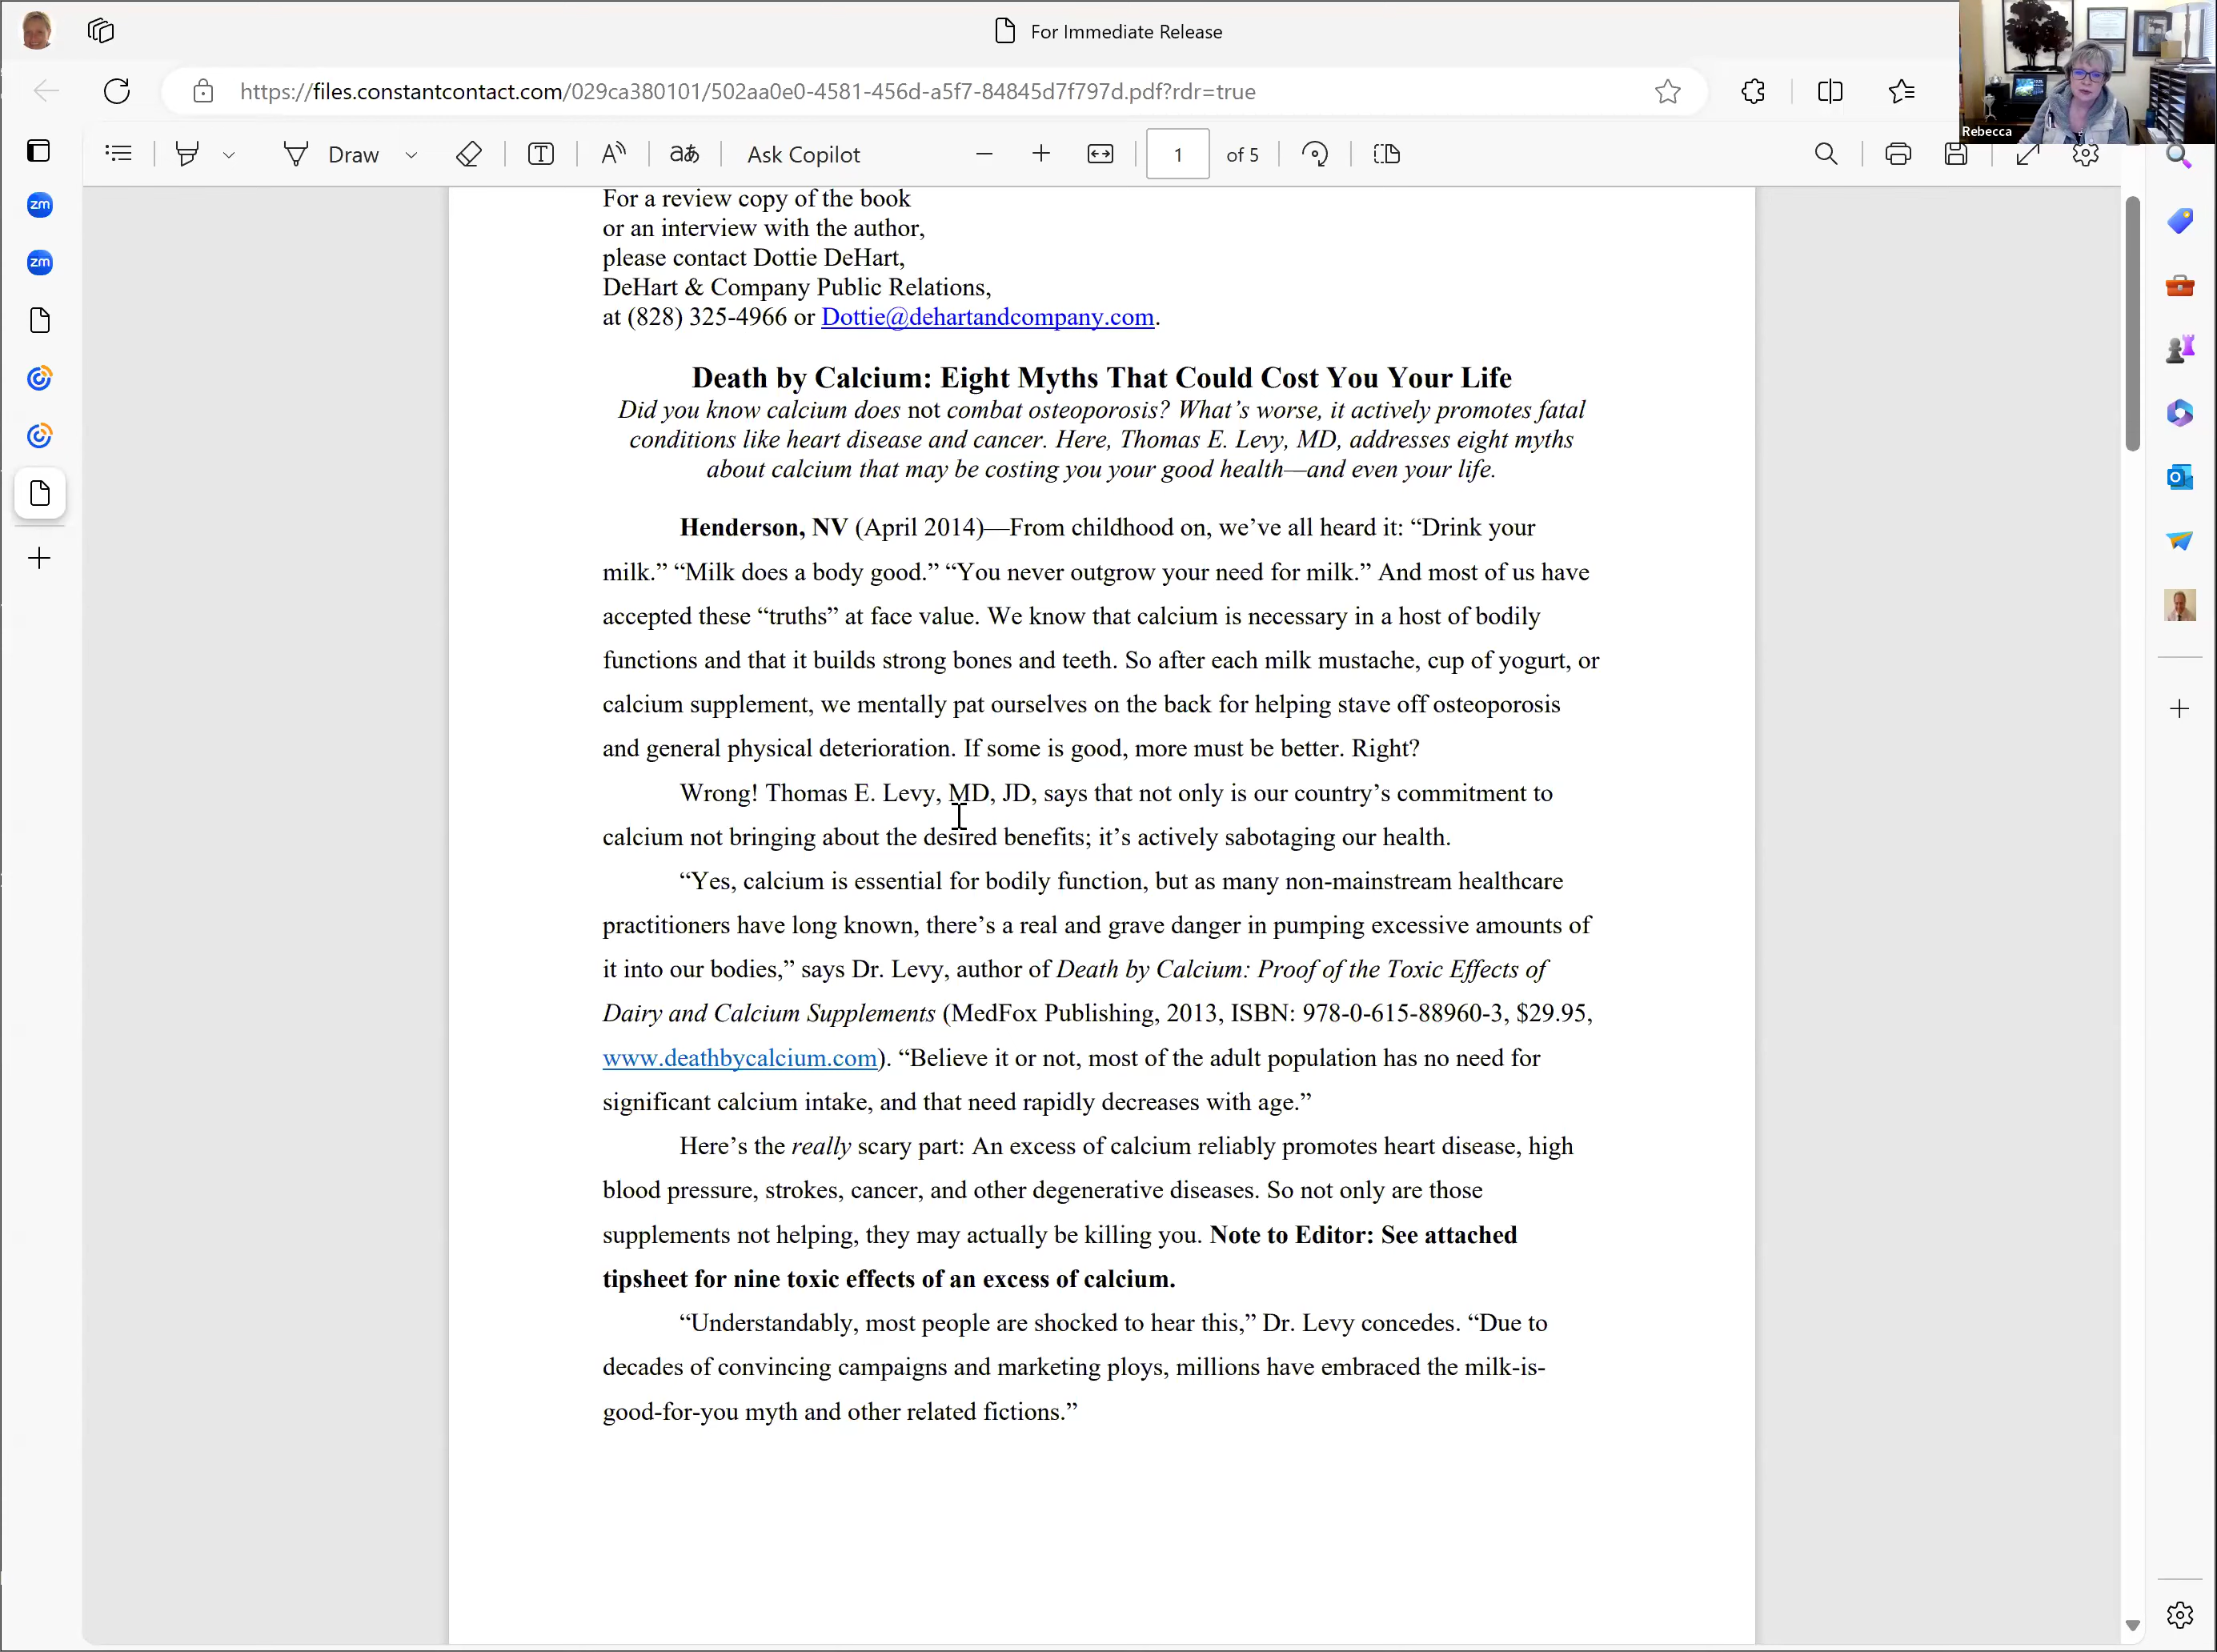 For Immediate Release
https://files.constantcontact.com/029ca380101/502aa0e0-4581-456d-a5f7-84845d7f797d.pdf?rdr=true
Rebecca
Draw
aあ
Ask Copilot
1 of 5
zm
zm
For a review copy of the book
or an interview with the author,
please contact Dottie DeHart,
DeHart & Company Public Relations,
at (828) 325-4966 or Dottie@dehartandcompany.com.
Death by Calcium: Eight Myths That Could Cost You Your Life
Did you know calcium does not combat osteoporosis? What’s worse, it actively promotes fatal
conditions like heart disease and cancer. Here, Thomas E. Levy, MD, addresses eight myths
about calcium that may be costing you your good health—and even your life.
Henderson, NV (April 2014)—From childhood on, we’ve all heard it: “Drink your
milk.” “Milk does a body good.” “You never outgrow your need for milk.” And most of us have
accepted these “truths” at face value. We know that calcium is necessary in a host of bodily
functions and that it builds strong bones and teeth. So after each milk mustache, cup of yogurt, or
calcium supplement, we mentally pat ourselves on the back for helping stave off osteoporosis
and general physical deterioration. If some is good, more must be better. Right?
Wrong! Thomas E. Levy, MD, JD, says that not only is our country’s commitment to
calcium not bringing about the desired benefits; it’s actively sabotaging our health.
“Yes, calcium is essential for bodily function, but as many non-mainstream healthcare
practitioners have long known, there’s a real and grave danger in pumping excessive amounts of
it into our bodies,” says Dr. Levy, author of Death by Calcium: Proof of the Toxic Effects of
Dairy and Calcium Supplements (MedFox Publishing, 2013, ISBN: 978-0-615-88960-3, $29.95,
www.deathbycalcium.com). “Believe it or not, most of the adult population has no need for
significant calcium intake, and that need rapidly decreases with age.”
Here’s the really scary part: An excess of calcium reliably promotes heart disease, high
blood pressure, strokes, cancer, and other degenerative diseases. So not only are those
supplements not helping, they may actually be killing you. Note to Editor: See attached
tipsheet for nine toxic effects of an excess of calcium.
“Understandably, most people are shocked to hear this,” Dr. Levy concedes. “Due to
decades of convincing campaigns and marketing ploys, millions have embraced the milk-is-
good-for-you myth and other related fictions.”